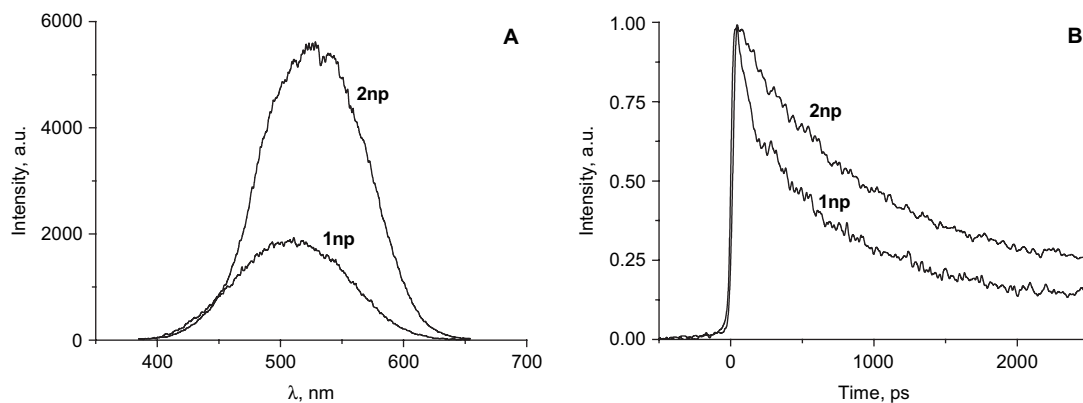 A
6000
4000
2000
0
Intensity, a.u.
2np
1np
400
500
600
700
λ, nm
B
1.00
0.75
0.50
0.25
0.00
Intensity, a.u.
2np
1np
0
1000
2000
Time, ps